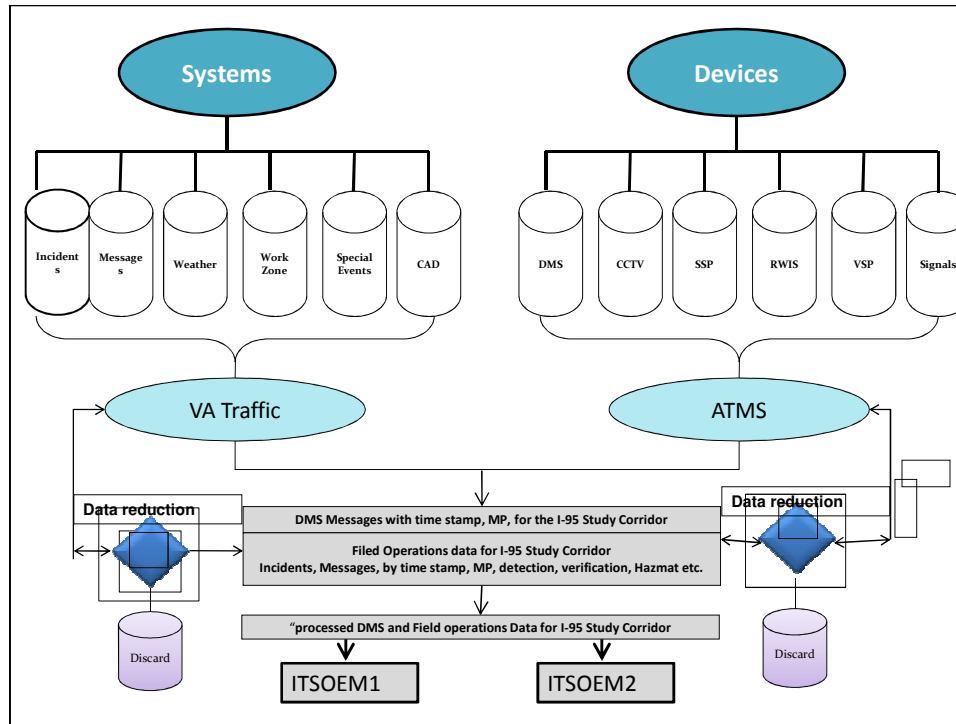 Systems
Devices
Incident
s
Message
s
Weather
Work
Zone
Special
Events
CAD
DMS
CCTV
SSP
RWIS
VSP
Signals
VA Traffic
ATMS
Data reduction
Data reduction
DMS Messages with time stamp, MP, for the I-95 Study Corridor
Filed Operations data for I-95 Study Corridor
Incidents, Messages, by time stamp, MP, detection, verification, Hazmat etc.
“processed DMS and Field operations Data for I-95 Study Corridor
Discard
Discard
ITSOEM1
ITSOEM2